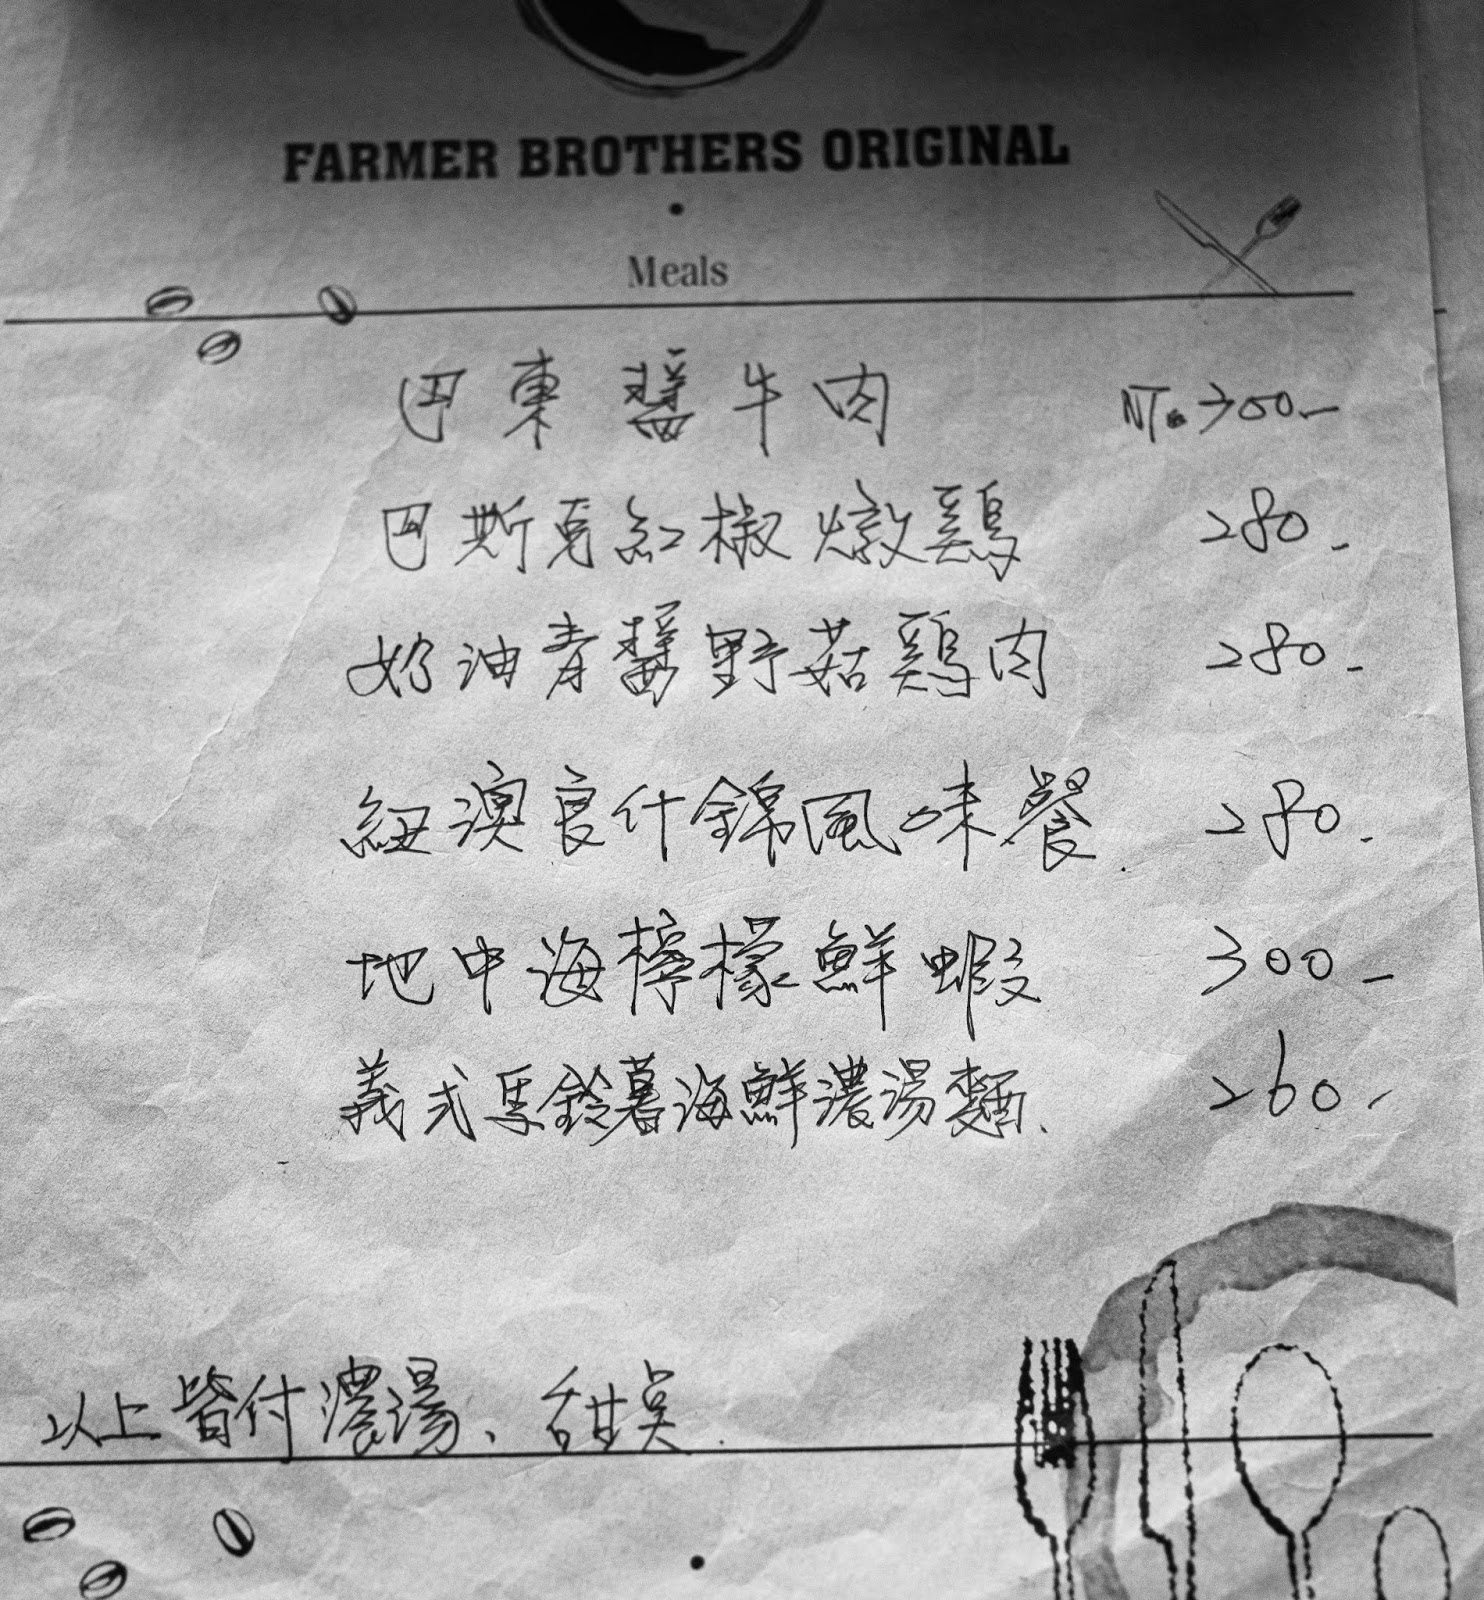 FARMER BROTHERS ORIGINAL
Meals
巴東醬牛肉 NT. 300.-
巴斯克紅椒燉鷄 280.-
奶油青醬野菇鷄肉 280.-
紐澳良什錦風味餐. 280.
地中海檸檬鮮蝦 300.-
義式馬鈴薯海鮮濃湯麵. 260.
以上皆付濃湯、甜點.